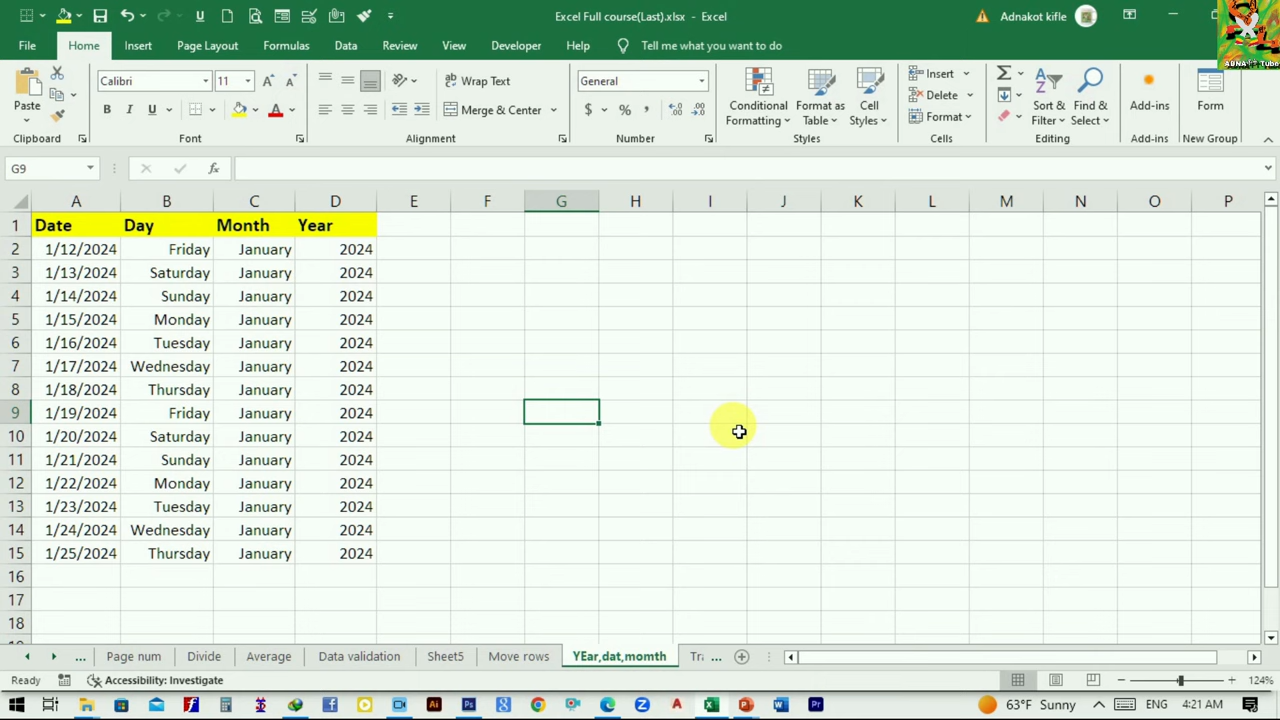 Excel Full course(Last).xlsx - Excel
Adnakot kifle
File Home Insert Page Layout Formulas Data Review View Developer Help Tell me what you want to do
Calibri 11 Wrap Text General Insert
Paste B I U Merge & Center $ % Conditional Formatting Format as Table Cell Styles Delete Format Sort & Filter Find & Select Add-ins Form
Clipboard Font Alignment Number Styles Cells Editing Add-ins New Group
G9 fx
A B C D E F G H I J K L M N O P
1 Date Day Month Year
2 1/12/2024 Friday January 2024
3 1/13/2024 Saturday January 2024
4 1/14/2024 Sunday January 2024
5 1/15/2024 Monday January 2024
6 1/16/2024 Tuesday January 2024
7 1/17/2024 Wednesday January 2024
8 1/18/2024 Thursday January 2024
9 1/19/2024 Friday January 2024
10 1/20/2024 Saturday January 2024
11 1/21/2024 Sunday January 2024
12 1/22/2024 Monday January 2024
13 1/23/2024 Tuesday January 2024
14 1/24/2024 Wednesday January 2024
15 1/25/2024 Thursday January 2024
16
17
18
... Page num Divide Average Data validation Sheet5 Move rows YEar,dat,momth ...
Ready Accessibility: Investigate 124%
63°F Sunny ENG 4:21 AM